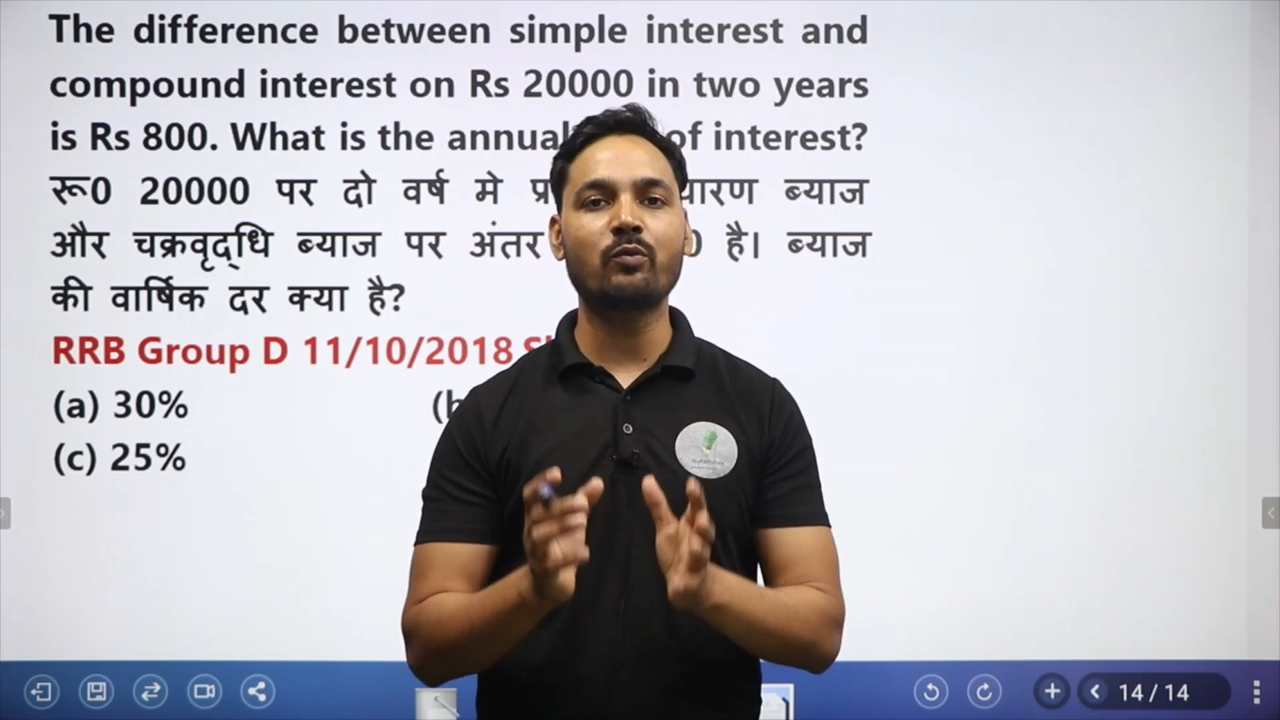 The difference between simple interest and
compound interest on Rs 20000 in two years
is Rs 800. What is the annual of interest?
रू0 20000 पर दो वर्ष मे ब्याज
और चक्रवृद्धि ब्याज पर अंतर है। ब्याज
की वार्षिक दर क्या है?
RRB Group D 11/10/2018
(a) 30%
(c) 25%
14 / 14